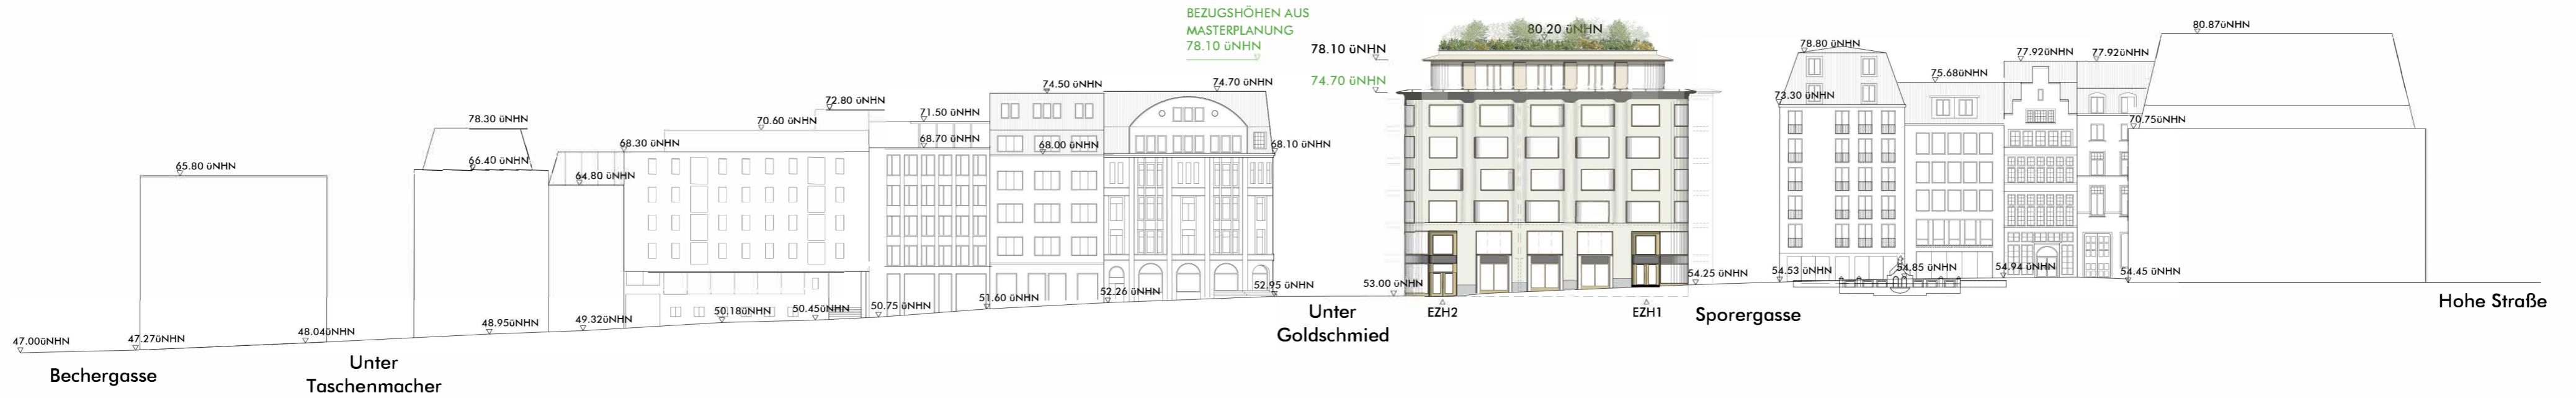 BEZUGSHÖHEN AUS
MASTERPLANUNG
78.10 üNHN
78.10 üNHN
74.70 üNHN
80.20 üNHN
65.80 üNHN
78.30 üNHN
66.40 üNHN
64.80 üNHN
68.30 üNHN
70.60 üNHN
72.80 üNHN
71.50 üNHN
68.70 üNHN
74.50 üNHN
68.00 üNHN
74.70 üNHN
68.10 üNHN
78.80 üNHN
73.30 üNHN
75.68üNHN
77.92üNHN
77.92üNHN
80.87üNHN
70.75üNHN
47.00üNHN
47.27üNHN
48.04üNHN
48.95üNHN
49.32üNHN
50.18üNHN
50.45üNHN
50.75 üNHN
51.60 üNHN
52.26 üNHN
52.95 üNHN
53.00 üNHN
54.25 üNHN
54.53 üNHN
54,85 üNHN
54.94 üNHN
54.45 üNHN
EZH2
EZH1
Bechergasse
Unter
Taschenmacher
Unter
Goldschmied
Sporergasse
Hohe Straße